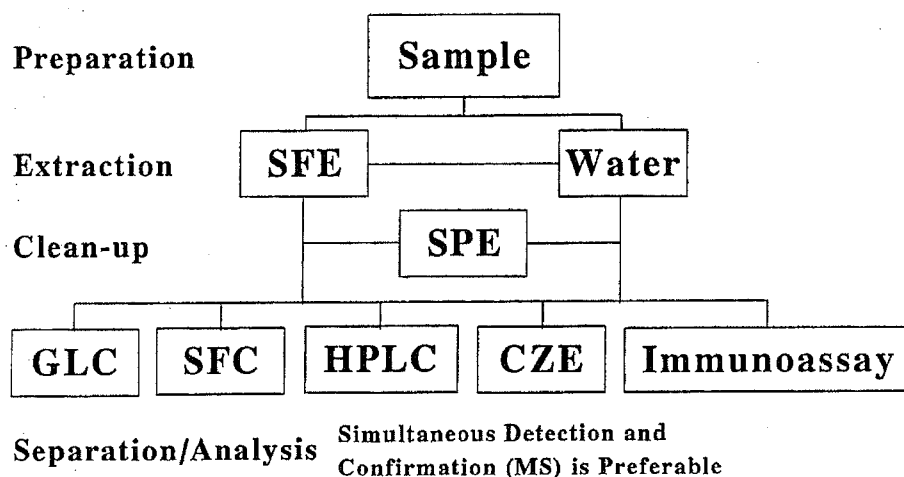 Preparation
Sample
Extraction
SFE
Water
Clean-up
SPE
GLC
SFC
HPLC
CZE
Immunoassay
Separation/Analysis
Simultaneous Detection and
Confirmation (MS) is Preferable